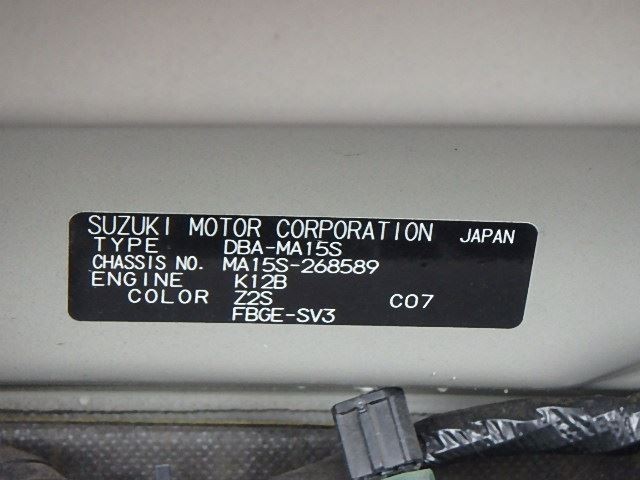 SUZUKI MOTOR CORPORATION JAPAN
TYPE DBA-MA15S
CHASSIS NO. MA15S-268589
ENGINE K12B
COLOR Z2S C07
FBGE-SV3